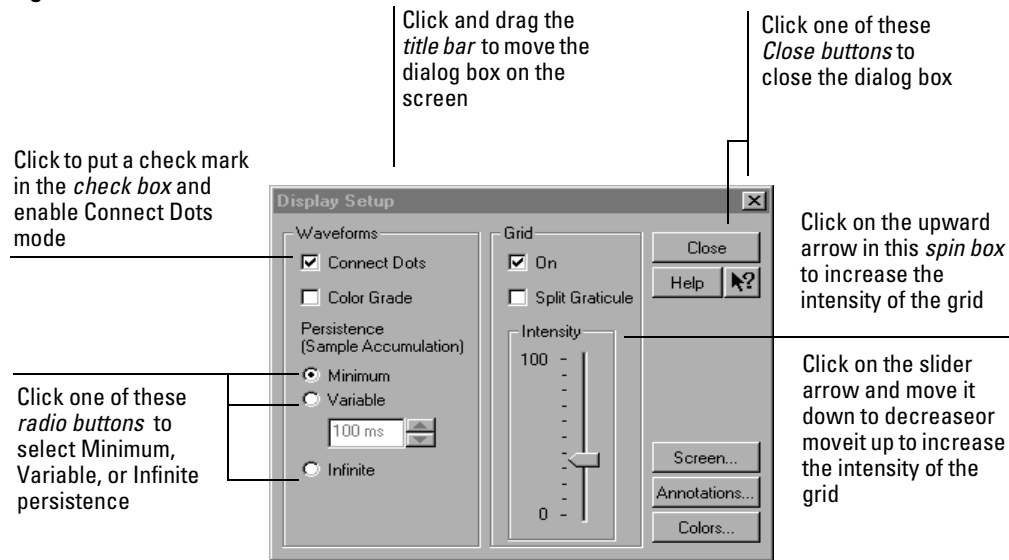 Click and drag the
title bar to move the
dialog box on the
screen
Click one of these
Close buttons to
close the dialog box
Click to put a check mark
in the check box and
enable Connect Dots
mode
Display Setup
Waveforms
Connect Dots
Color Grade
Persistence
(Sample Accumulation)
Minimum
Variable
100 ms
Infinite
Grid
On
Split Graticule
Intensity
100
0
Close
Help
?
Screen...
Annotations...
Colors...
Click on the upward
arrow in this spin box
to increase the
intensity of the grid
Click one of these
radio buttons to
select Minimum,
Variable, or Infinite
persistence
Click on the slider
arrow and move it
down to decreaseor
moveit up to increase
the intensity of the
grid